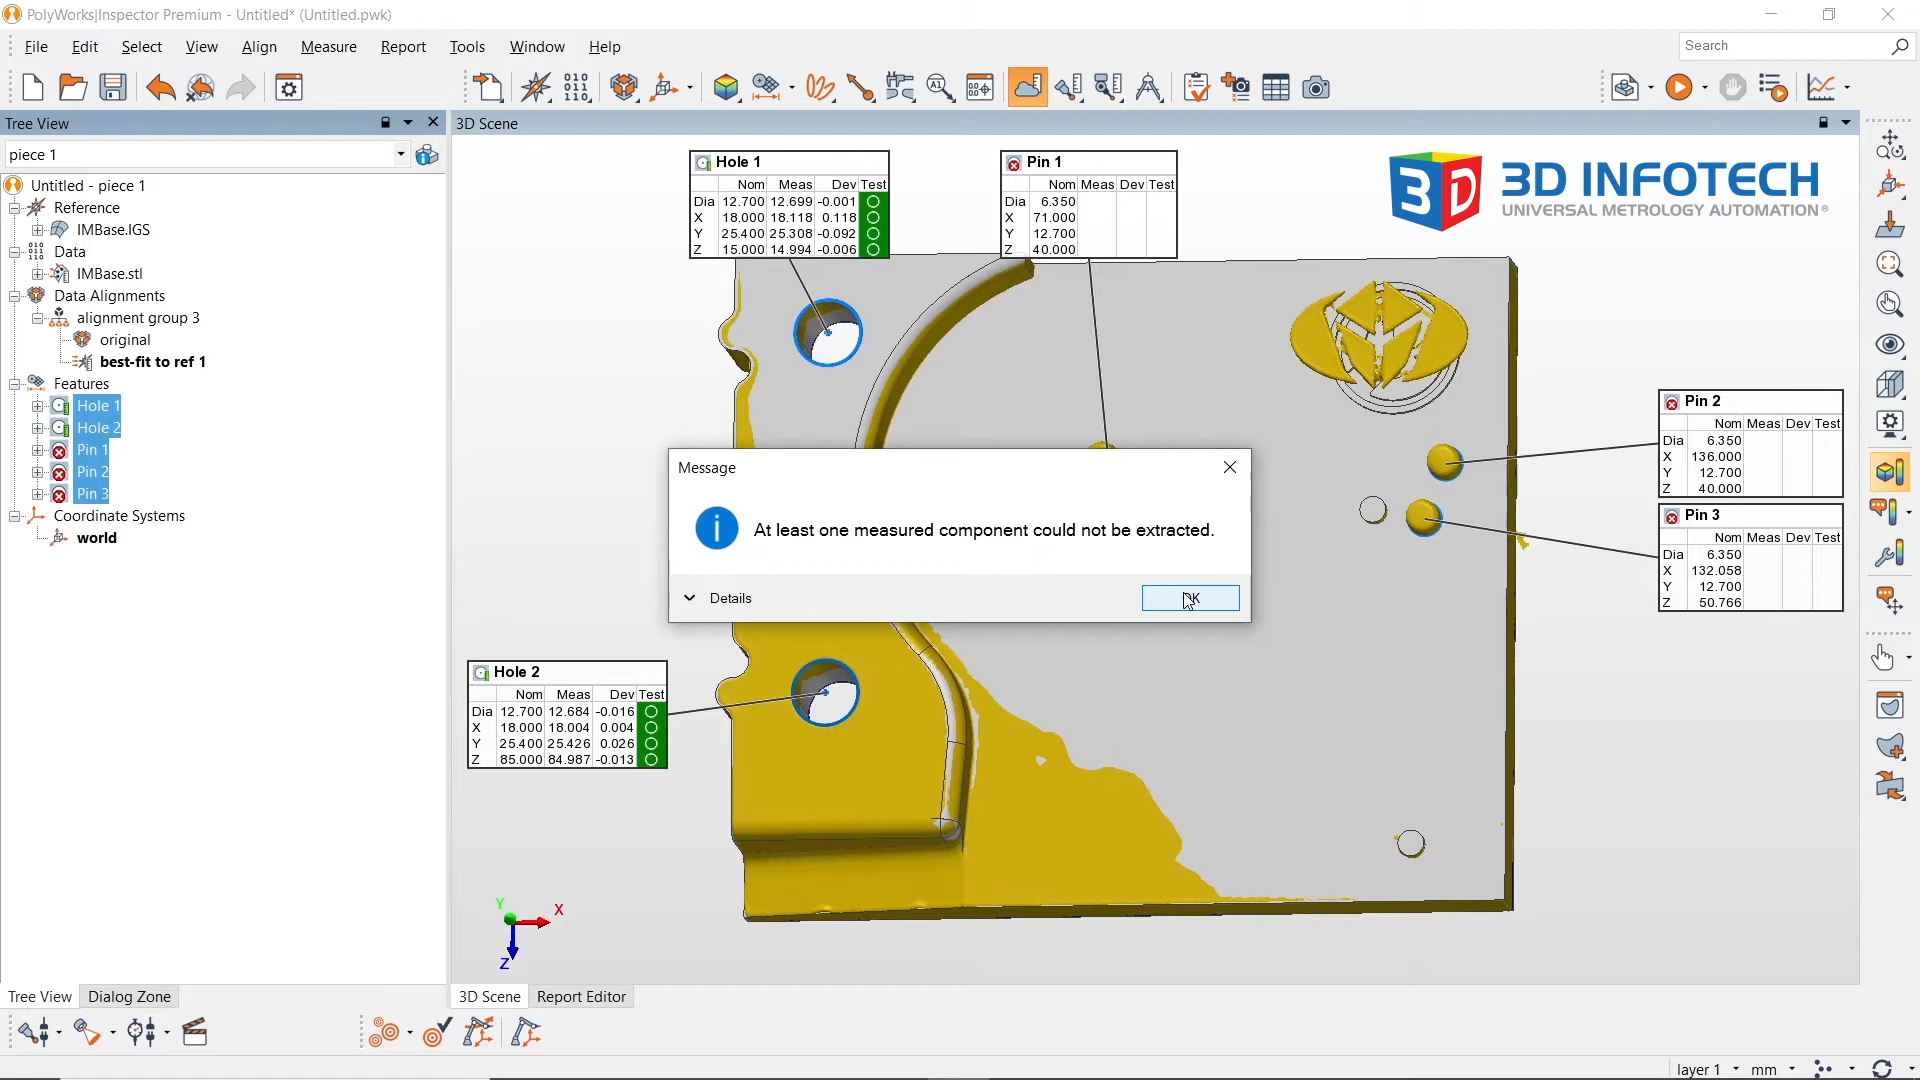 PolyWorks|Inspector Premium - Untitled* (Untitled.pwk)
File Edit Select View Align Measure Report Tools Window Help
Search
Tree View
3D Scene
piece 1
Untitled - piece 1
Reference
IMBase.IGS
Data
IMBase.stl
Data Alignments
alignment group 3
original
best-fit to ref 1
Features
Hole 1
Hole 2
Pin 1
Pin 2
Pin 3
Coordinate Systems
world
Hole 1
Nom Meas Dev Test
Dia 12.700 12.699 -0.001
X 18.000 18.118 0.118
Y 25.400 25.308 -0.092
Z 15.000 14.994 -0.006
Pin 1
Nom Meas Dev Test
Dia 6.350
X 71.000
Y 12.700
Z 40.000
3D INFOTECH
UNIVERSAL METROLOGY AUTOMATION
Pin 2
Nom Meas Dev Test
Dia 6.350
X 136.000
Y 12.700
Z 40.000
Pin 3
Nom Meas Dev Test
Dia 6.350
X 132.058
Y 12.700
Z 50.766
Message
At least one measured component could not be extracted.
Details
Hole 2
Nom Meas Dev Test
Dia 12.700 12.684 -0.016
X 18.000 18.004 0.004
Y 25.400 25.426 0.026
Z 85.000 84.987 -0.013
Y
X
Z
Tree View Dialog Zone
3D Scene Report Editor
layer 1 mm